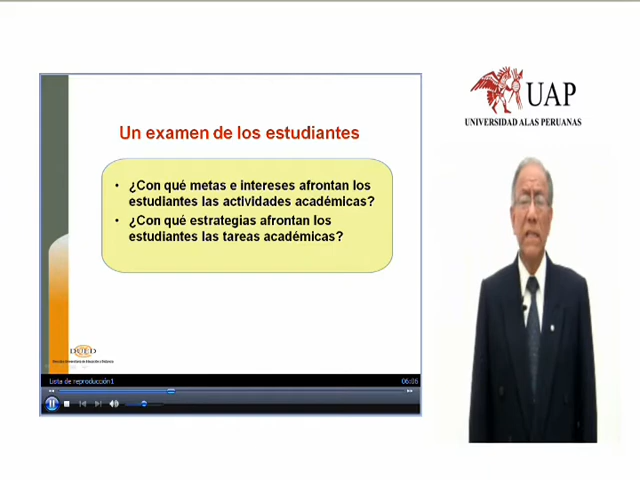 UAP
UNIVERSIDAD ALAS PERUANAS
Un examen de los estudiantes
• ¿Con qué metas e intereses afrontan los
estudiantes las actividades académicas?
• ¿Con qué estrategias afrontan los
estudiantes las tareas académicas?
DUED
Lista de reproducción1
06:06